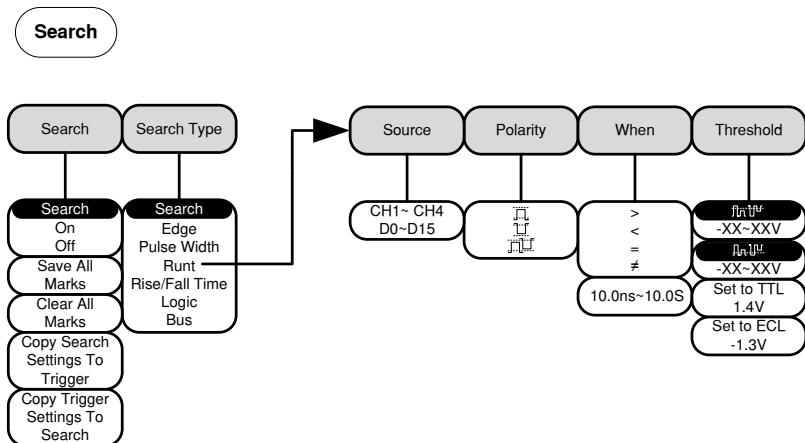 Search
Search
Search Type
Source
Polarity
When
Threshold
Search
On
Off
Save All
Marks
Clear All
Marks
Copy Search
Settings To
Trigger
Copy Trigger
Settings To
Search
Search
Edge
Pulse Width
Runt
Rise/Fall Time
Logic
Bus
CH1~ CH4
D0~D15
>
<
=
≠
10.0ns~10.0S
-XX~XXV
-XX~XXV
Set to TTL
1.4V
Set to ECL
-1.3V